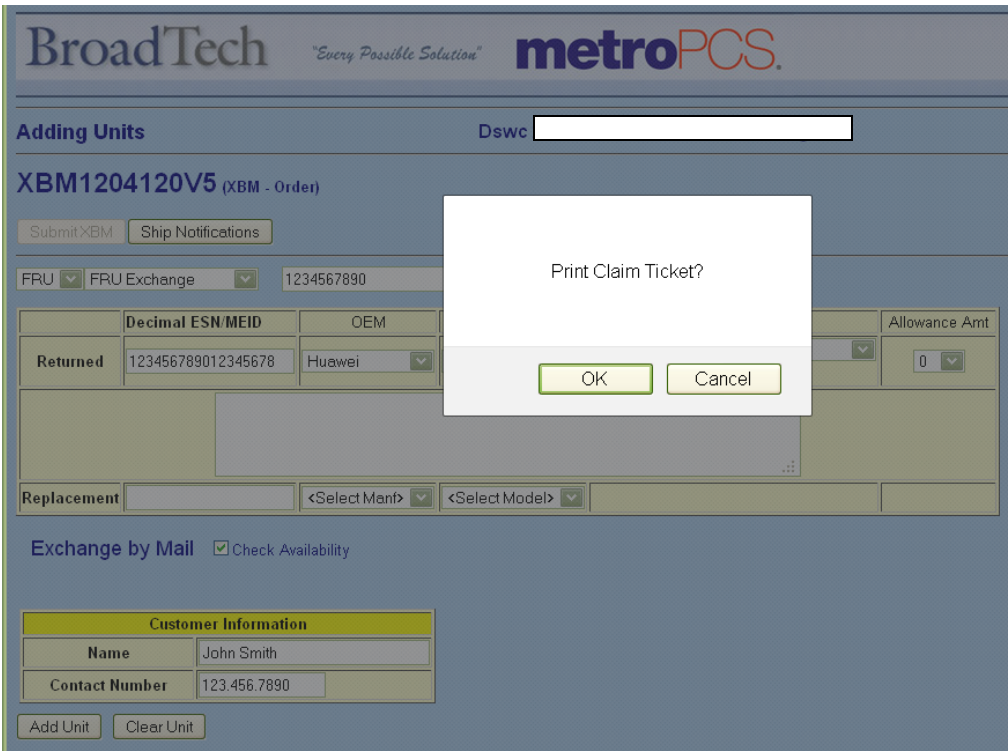 BroadTech "Every Possible Solution" metroPCS.
Adding Units Dswc
XBM1204120V5 (XBM - Order)
Submit XBM Ship Notifications
FRU FRU Exchange 1234567890
Print Claim Ticket?
Decimal ESN/MEID OEM Allowance Amt
Returned 123456789012345678 Huawei 0
OK Cancel
Replacement <Select Manf> <Select Model>
Exchange by Mail Check Availability
Customer Information
Name John Smith
Contact Number 123.456.7890
Add Unit Clear Unit